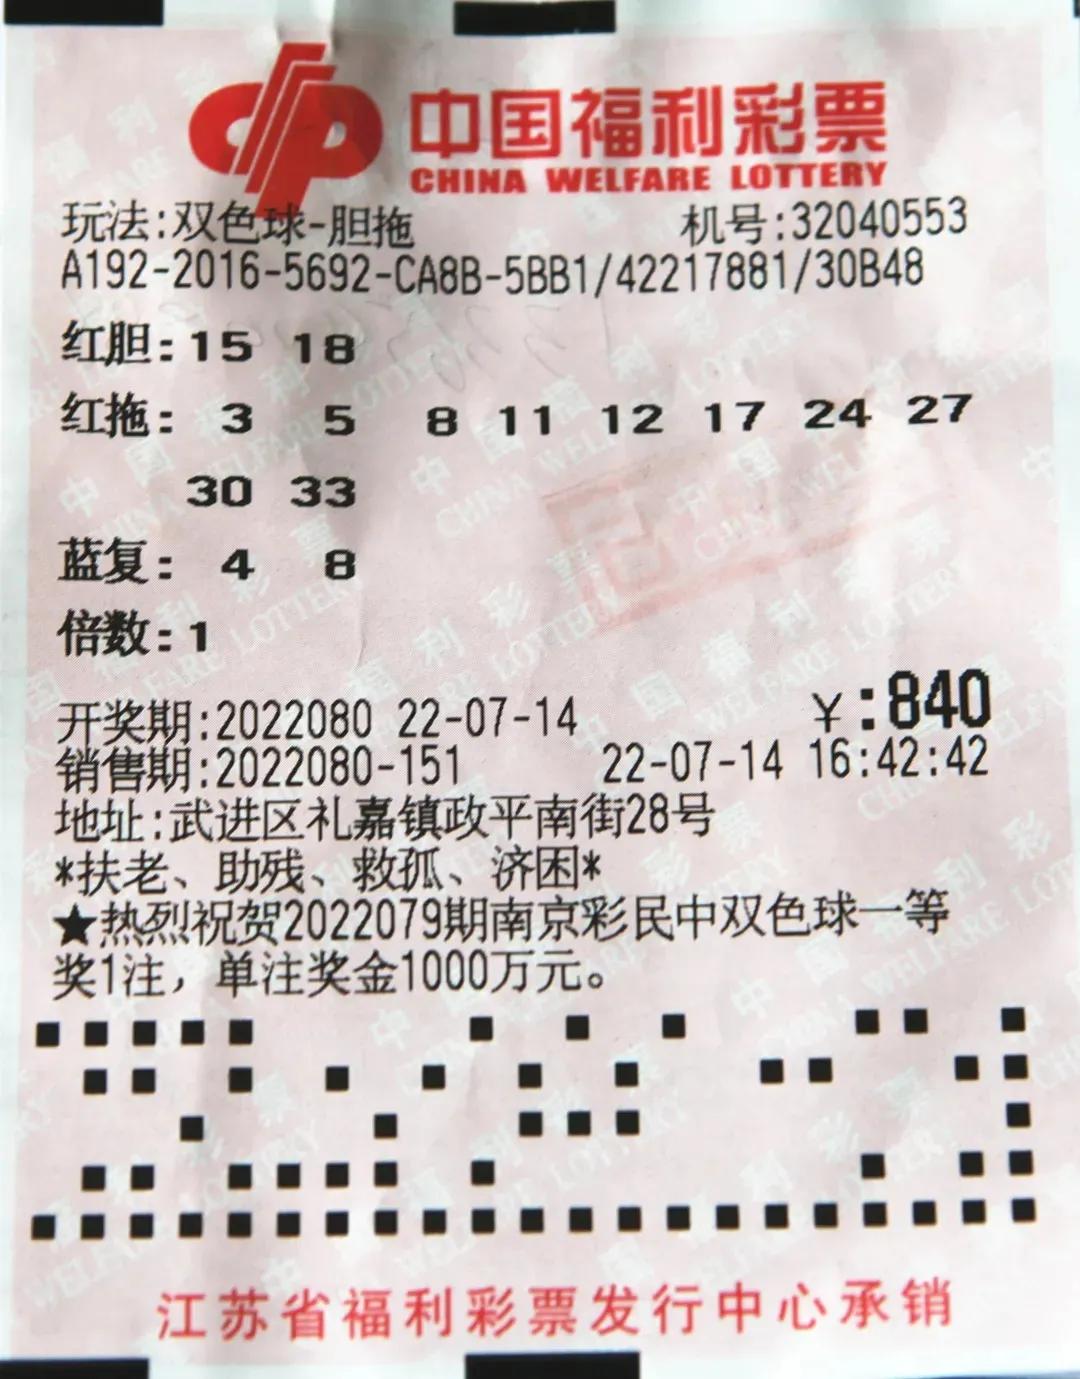 中国福利彩票
CHINA WELFARE LOTTERY
玩法:双色球-胆拖 机号:32040553
A192-2016-5692-CA8B-5BB1/42217881/30B48
红胆: 15 18
红拖: 3 5 8 11 12 17 24 27
30 33
蓝复: 4 8
倍数: 1
开奖期:2022080 22-07-14 ¥:840
销售期:2022080-151 22-07-14 16:42:42
地址:武进区礼嘉镇政平南街28号
*扶老、助残、救孤、济困*
★热烈祝贺2022079期南京彩民中双色球一等
奖1注，单注奖金1000万元。
江苏省福利彩票发行中心承销